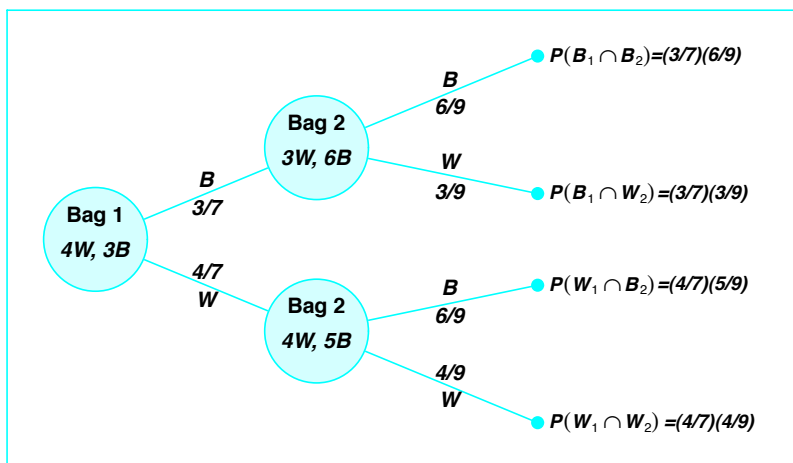 P(B₁ ∩ B₂)=(3/7)(6/9)
B
6/9
Bag 2
3W, 6B
W
3/9
P(B₁ ∩ W₂)=(3/7)(3/9)
B
3/7
Bag 1
4W, 3B
4/7
W
Bag 2
4W, 5B
B
6/9
P(W₁ ∩ B₂)=(4/7)(5/9)
4/9
W
P(W₁ ∩ W₂) =(4/7)(4/9)